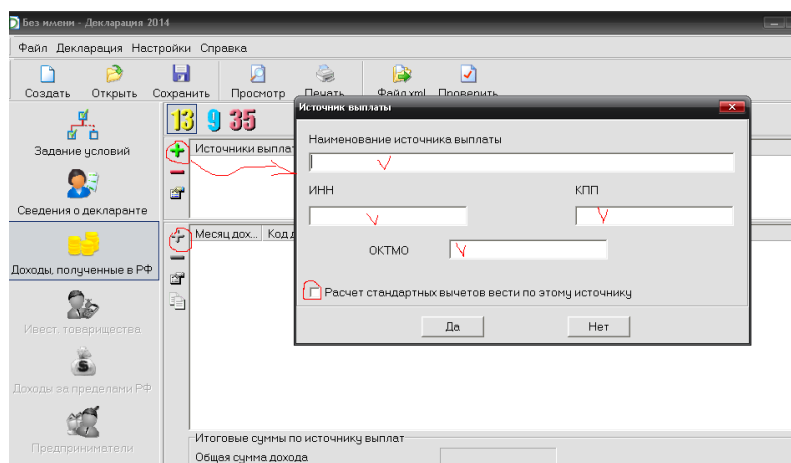 Без имени - Декларация 2014
Файл Декларация Настройки Справка
Создать Открыть Сохранить Просмотр Печать Файл xml Проверить
13 9 35
Задание условий
Сведения о декларанте
Доходы, полученные в РФ
Инвест. товарищества
Доходы за пределами РФ
Предприниматели
Источники выплат
Месяц дох... Код д
Источник выплаты
Наименование источника выплаты
ИНН КПП
ОКТМО
Расчет стандартных вычетов вести по этому источнику
Да Нет
Итоговые суммы по источнику выплат
Общая сумма дохода